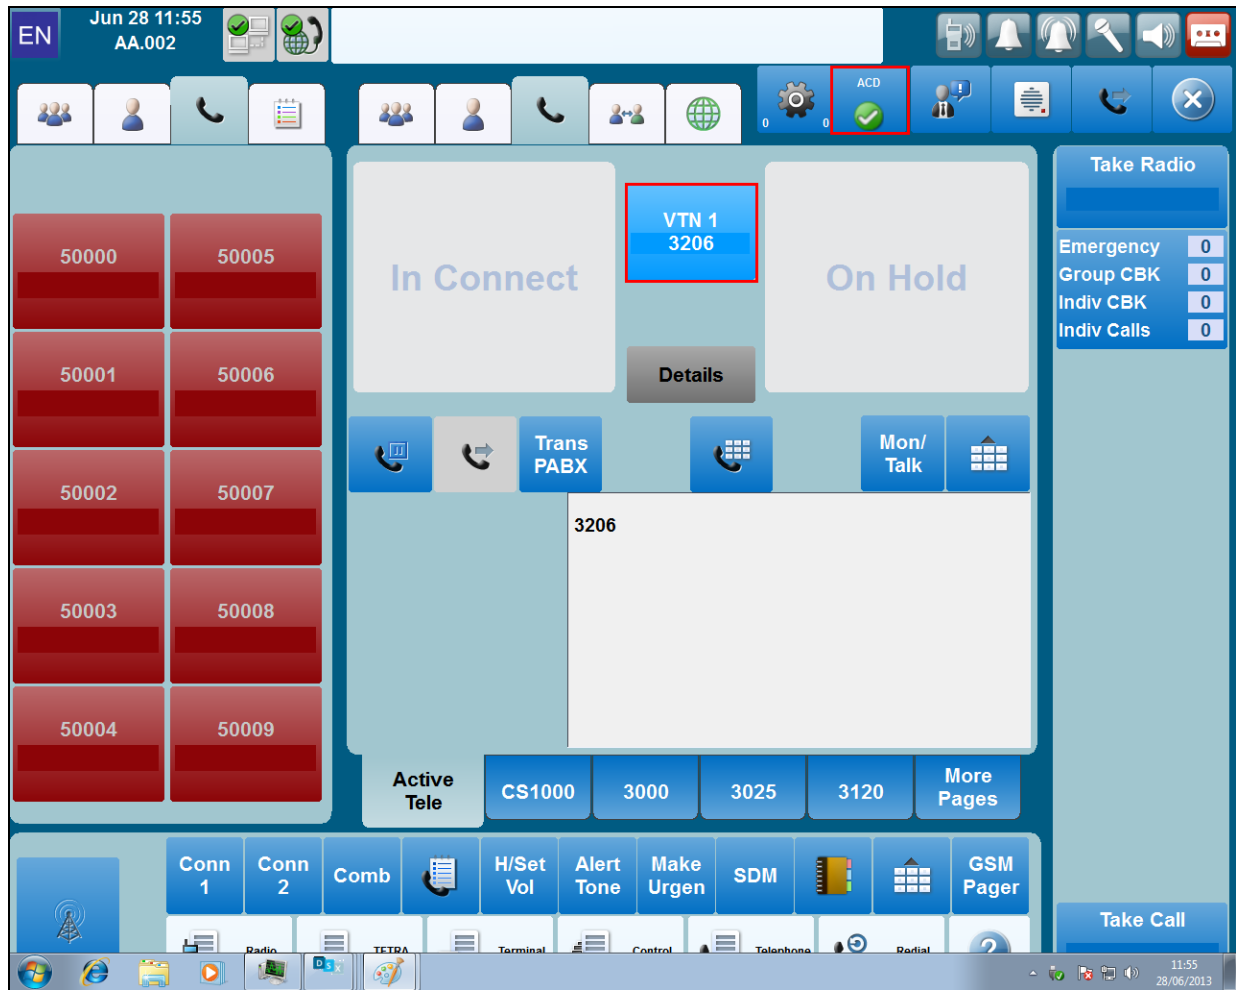 EN
Jun 28 11:55
AA.002
0
0
ACD
50000
50005
50001
50006
50002
50007
50003
50008
50004
50009
In Connect
VTN 1
3206
On Hold
Details
Trans
PABX
Mon/
Talk
3206
Active
Tele
CS1000
3000
3025
3120
More
Pages
Take Radio
Emergency 0
Group CBK 0
Indiv CBK 0
Indiv Calls 0
Conn
1
Conn
2
Comb
H/Set
Vol
Alert
Tone
Make
Urgen
SDM
GSM
Pager
Radio
TETRA
Terminal
Control
Telephone
Redial
?
Take Call
11:55
28/06/2013